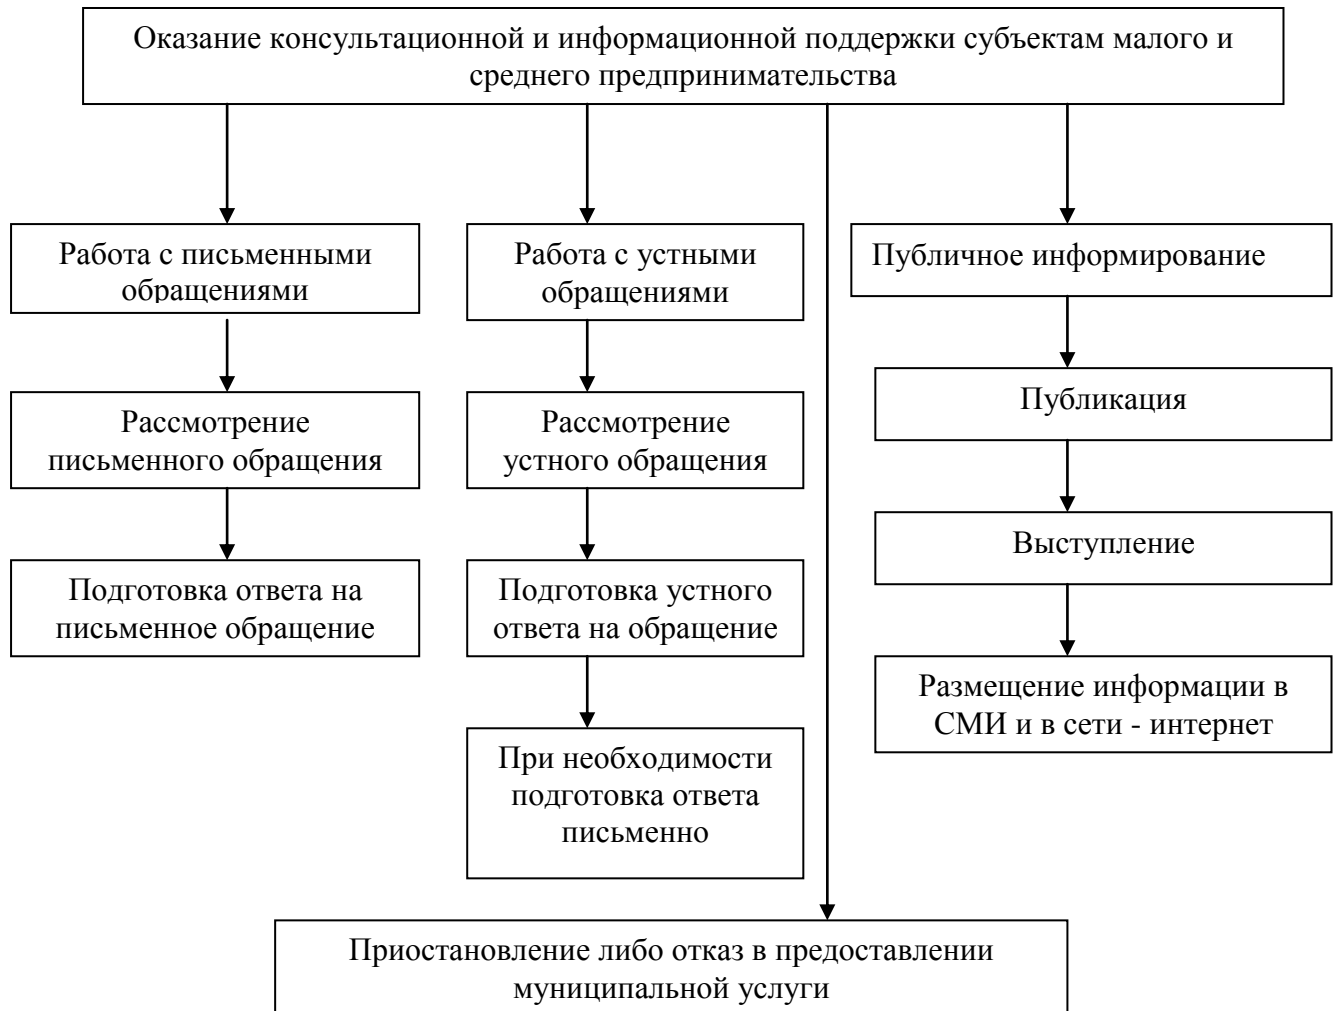 Оказание консультационной и информационной поддержки субъектам малого и
среднего предпринимательства
Работа с письменными
обращениями
Рассмотрение
письменного обращения
Подготовка ответа на
письменное обращение
Работа с устными
обращениями
Рассмотрение
устного обращения
Подготовка устного
ответа на обращение
При необходимости
подготовка ответа
письменно
Публичное информирование
Публикация
Выступление
Размещение информации в
СМИ и в сети - интернет
Приостановление либо отказ в предоставлении
муниципальной услуги